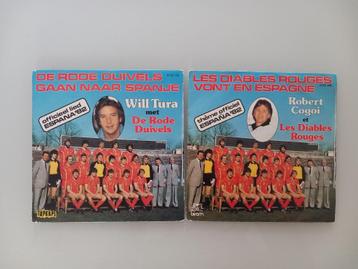 DE RODE DUIVELS
GAAN NAAR SPANJE
officieel lied
ESPAÑA '82
Will Tura
met
De Rode
Duivels
LES DIABLES ROUGES
VONT EN ESPAGNE
thème officiel
ESPAÑA '82
Robert
Cogoi
et
Les Diables
Rouges